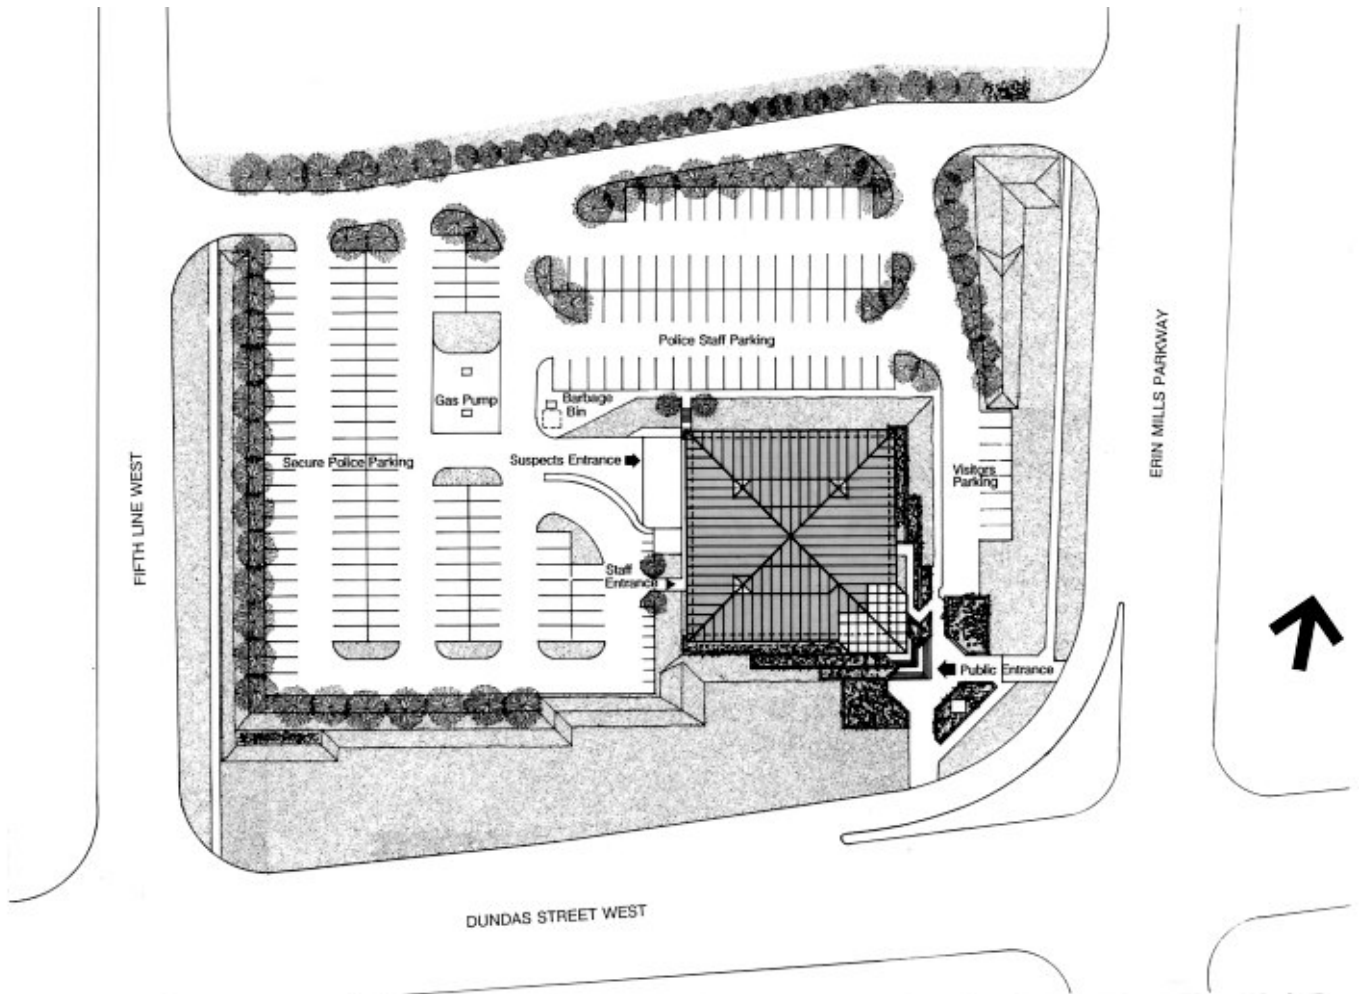 Police Staff Parking
Gas Pump
Barbage
Bin
Secure Police Parking
Suspects Entrance
Visitors
Parking
Staff
Entrance
Public Entrance
FIFTH LINE WEST
ERIN MILLS PARKWAY
DUNDAS STREET WEST